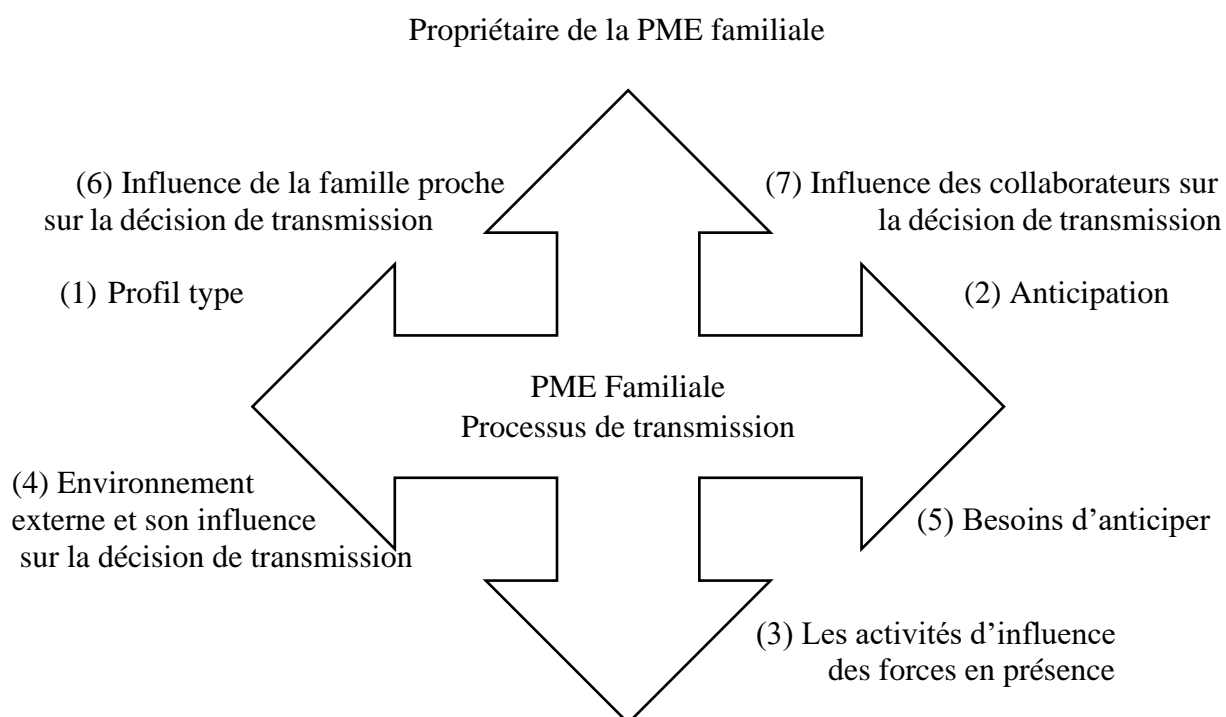 Propriétaire de la PME familiale
(6) Influence de la famille proche
sur la décision de transmission
(7) Influence des collaborateurs sur
la décision de transmission
(1) Profil type
(2) Anticipation
PME Familiale
Processus de transmission
(4) Environnement
externe et son influence
sur la décision de transmission
(5) Besoins d’anticiper
(3) Les activités d’influence
des forces en présence